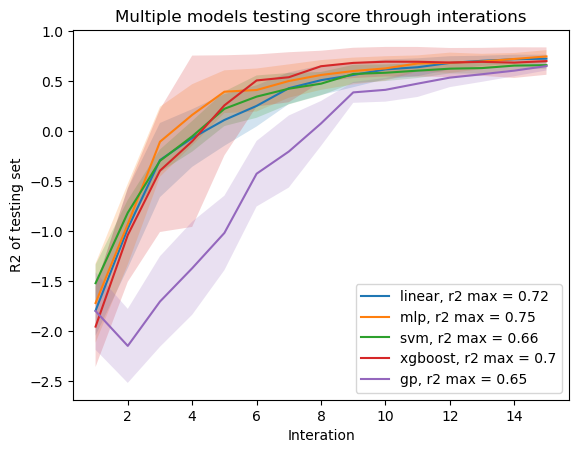 Multiple models testing score through interations
R2 of testing set
1.0
0.5
0.0
−0.5
−1.0
−1.5
−2.0
−2.5
linear, r2 max = 0.72
mlp, r2 max = 0.75
svm, r2 max = 0.66
xgboost, r2 max = 0.7
gp, r2 max = 0.65
2 4 6 8 10 12 14
Interation